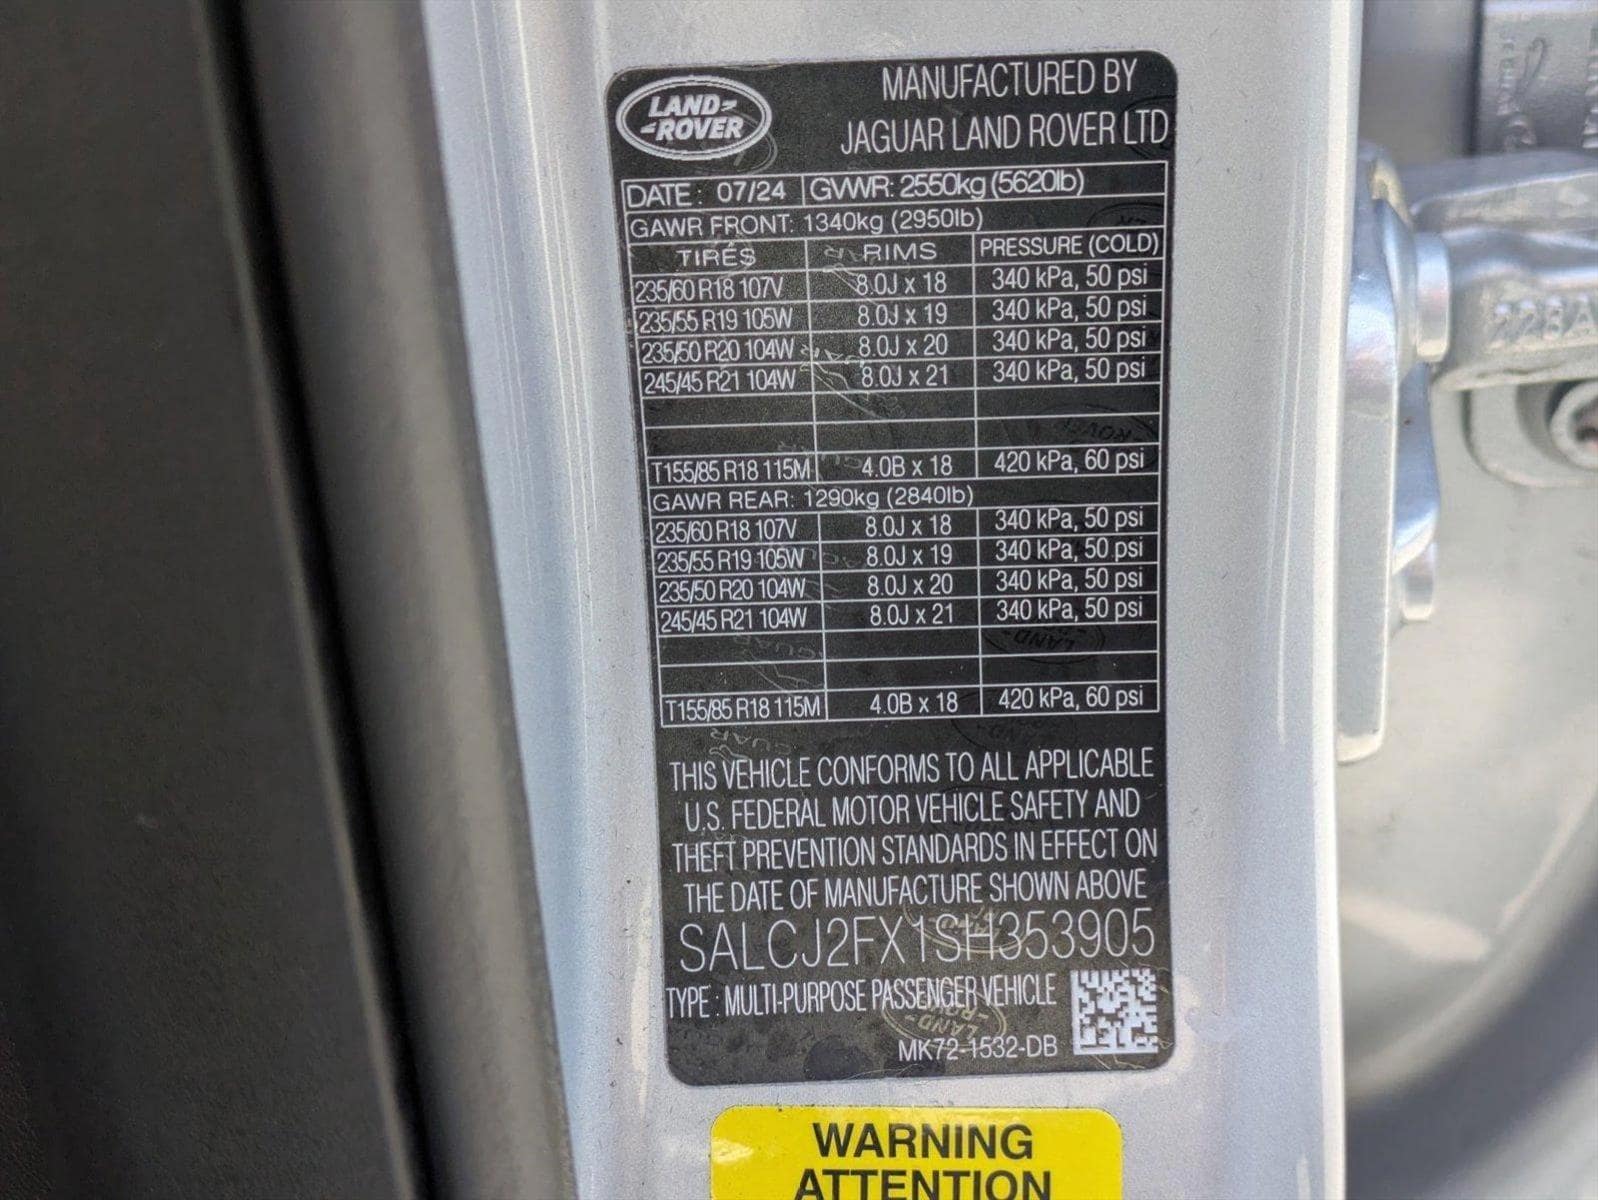 LAND-
-ROVER
MANUFACTURED BY
JAGUAR LAND ROVER LTD
DATE: 07/24 GVWR: 2550kg (5620lb)
GAWR FRONT: 1340kg (2950lb)
TIRES RIMS PRESSURE (COLD)
235/60 R18 107V 8.0J x 18 340 kPa, 50 psi
235/55 R19 105W 8.0J x 19 340 kPa, 50 psi
235/50 R20 104W 8.0J x 20 340 kPa, 50 psi
245/45 R21 104W 8.0J x 21 340 kPa, 50 psi
T155/85 R18 115M 4.0B x 18 420 kPa, 60 psi
GAWR REAR: 1290kg (2840lb)
235/60 R18 107V 8.0J x 18 340 kPa, 50 psi
235/55 R19 105W 8.0J x 19 340 kPa, 50 psi
235/50 R20 104W 8.0J x 20 340 kPa, 50 psi
245/45 R21 104W 8.0J x 21 340 kPa, 50 psi
T155/85 R18 115M 4.0B x 18 420 kPa, 60 psi
THIS VEHICLE CONFORMS TO ALL APPLICABLE
U.S. FEDERAL MOTOR VEHICLE SAFETY AND
THEFT PREVENTION STANDARDS IN EFFECT ON
THE DATE OF MANUFACTURE SHOWN ABOVE
SALCJ2FX1SH353905
TYPE : MULTI-PURPOSE PASSENGER VEHICLE
MK72-1532-DB
WARNING
ATTENTION
228A